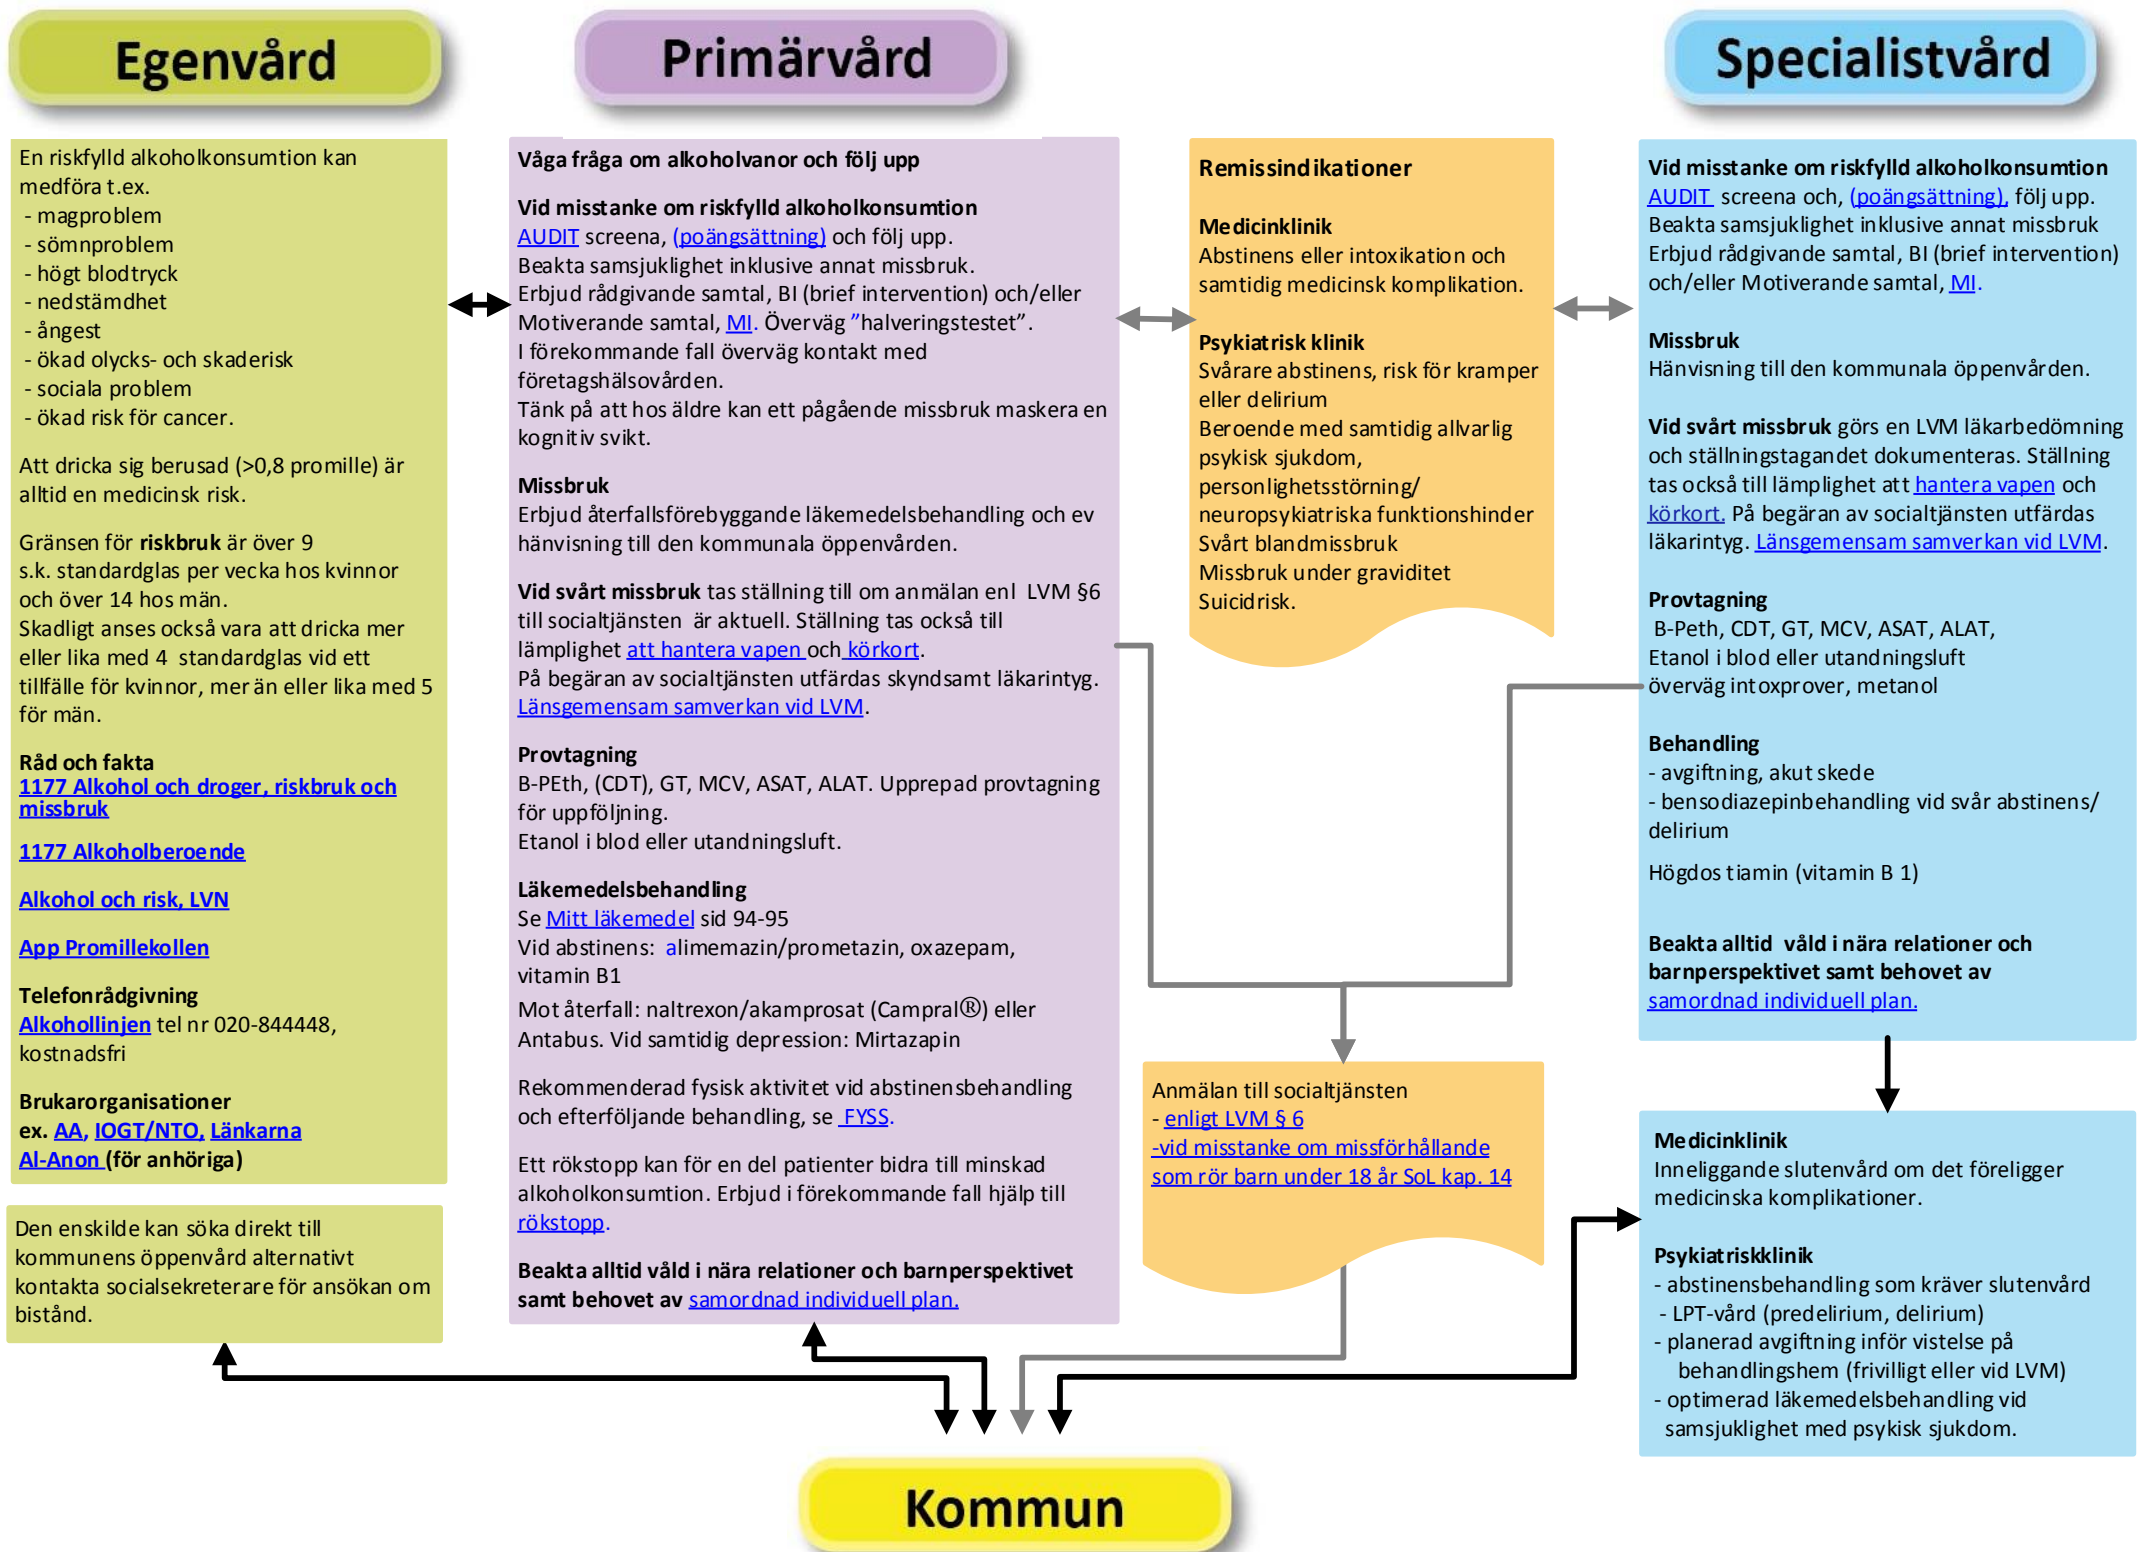 Egenvård
Primärvård
Specialistvård
En riskfylld alkoholkonsumtion kan
medföra t.ex.
- magproblem
- sömnproblem
- högt blodtryck
- nedstämdhet
- ångest
- ökad olycks- och skaderisk
- sociala problem
- ökad risk för cancer.
Att dricka sig berusad (>0,8 promille) är
alltid en medicinsk risk.
Gränsen för riskbruk är över 9
s.k. standardglas per vecka hos kvinnor
och över 14 hos män.
Skadligt anses också vara att dricka mer
eller lika med 4 standardglas vid ett
tillfälle för kvinnor, mer än eller lika med 5
för män.
Råd och fakta
1177 Alkohol och droger, riskbruk och
missbruk
1177 Alkoholberoende
Alkohol och risk, LVN
App Promillekollen
Telefonrådgivning
Alkohollinjen tel nr 020-844448,
kostnadsfri
Brukarorganisationer
ex. AA, IOGT/NTO, Länkarna
Al-Anon (för anhöriga)
Den enskilde kan söka direkt till
kommunens öppenvård alternativt
kontakta socialsekreterare för ansökan om
bistånd.
Våga fråga om alkoholvanor och följ upp
Vid misstanke om riskfylld alkoholkonsumtion
AUDIT screena, (poängsättning) och följ upp.
Beakta samsjuklighet inklusive annat missbruk.
Erbjud rådgivande samtal, BI (brief intervention) och/eller
Motiverande samtal, MI. Överväg ”halveringstestet”.
I förekommande fall överväg kontakt med
företagshälsovården.
Tänk på att hos äldre kan ett pågående missbruk maskera en
kognitiv svikt.
Missbruk
Erbjud återfallsförebyggande läkemedelsbehandling och ev
hänvisning till den kommunala öppenvården.
Vid svårt missbruk tas ställning till om anmälan enl LVM §6
till socialtjänsten är aktuell. Ställning tas också till
lämplighet att hantera vapen och körkort.
På begäran av socialtjänsten utfärdas skyndsamt läkarintyg.
Länsgemensam samverkan vid LVM.
Provtagning
B-PEth, (CDT), GT, MCV, ASAT, ALAT. Upprepad provtagning
för uppföljning.
Etanol i blod eller utandningsluft.
Läkemedelsbehandling
Se Mitt läkemedel sid 94-95
Vid abstinens: alimemazin/prometazin, oxazepam,
vitamin B1
Mot återfall: naltrexon/akamprosat (Campral®) eller
Antabus. Vid samtidig depression: Mirtazapin
Rekommenderad fysisk aktivitet vid abstinensbehandling
och efterföljande behandling, se FYSS.
Ett rökstopp kan för en del patienter bidra till minskad
alkoholkonsumtion. Erbjud i förekommande fall hjälp till
rökstopp.
Beakta alltid våld i nära relationer och barnperspektivet
samt behovet av samordnad individuell plan.
Remissindikationer
Medicinklinik
Abstinens eller intoxikation och
samtidig medicinsk komplikation.
Psykiatrisk klinik
Svårare abstinens, risk för kramper
eller delirium
Beroende med samtidig allvarlig
psykisk sjukdom,
personlighetsstörning/
neuropsykiatriska funktionshinder
Svårt blandmissbruk
Missbruk under graviditet
Suicidrisk.
Anmälan till socialtjänsten
- enligt LVM § 6
-vid misstanke om missförhållande
som rör barn under 18 år SoL kap. 14
Vid misstanke om riskfylld alkoholkonsumtion
AUDIT screena och, (poängsättning), följ upp.
Beakta samsjuklighet inklusive annat missbruk
Erbjud rådgivande samtal, BI (brief intervention)
och/eller Motiverande samtal, MI.
Missbruk
Hänvisning till den kommunala öppenvården.
Vid svårt missbruk görs en LVM läkarbedömning
och ställningstagandet dokumenteras. Ställning
tas också till lämplighet att hantera vapen och
körkort. På begäran av socialtjänsten utfärdas
läkarintyg. Länsgemensam samverkan vid LVM.
Provtagning
B-Peth, CDT, GT, MCV, ASAT, ALAT,
Etanol i blod eller utandningsluft
överväg intoxprover, metanol
Behandling
- avgiftning, akut skede
- bensodiazepinbehandling vid svår abstinens/
delirium
Högdos tiamin (vitamin B 1)
Beakta alltid våld i nära relationer och
barnperspektivet samt behovet av
samordnad individuell plan.
Medicinklinik
Inneliggande slutenvård om det föreligger
medicinska komplikationer.
Psykiatriskklinik
- abstinensbehandling som kräver slutenvård
- LPT-vård (predelirium, delirium)
- planerad avgiftning inför vistelse på
behandlingshem (frivilligt eller vid LVM)
- optimerad läkemedelsbehandling vid
samsjuklighet med psykisk sjukdom.
Kommun